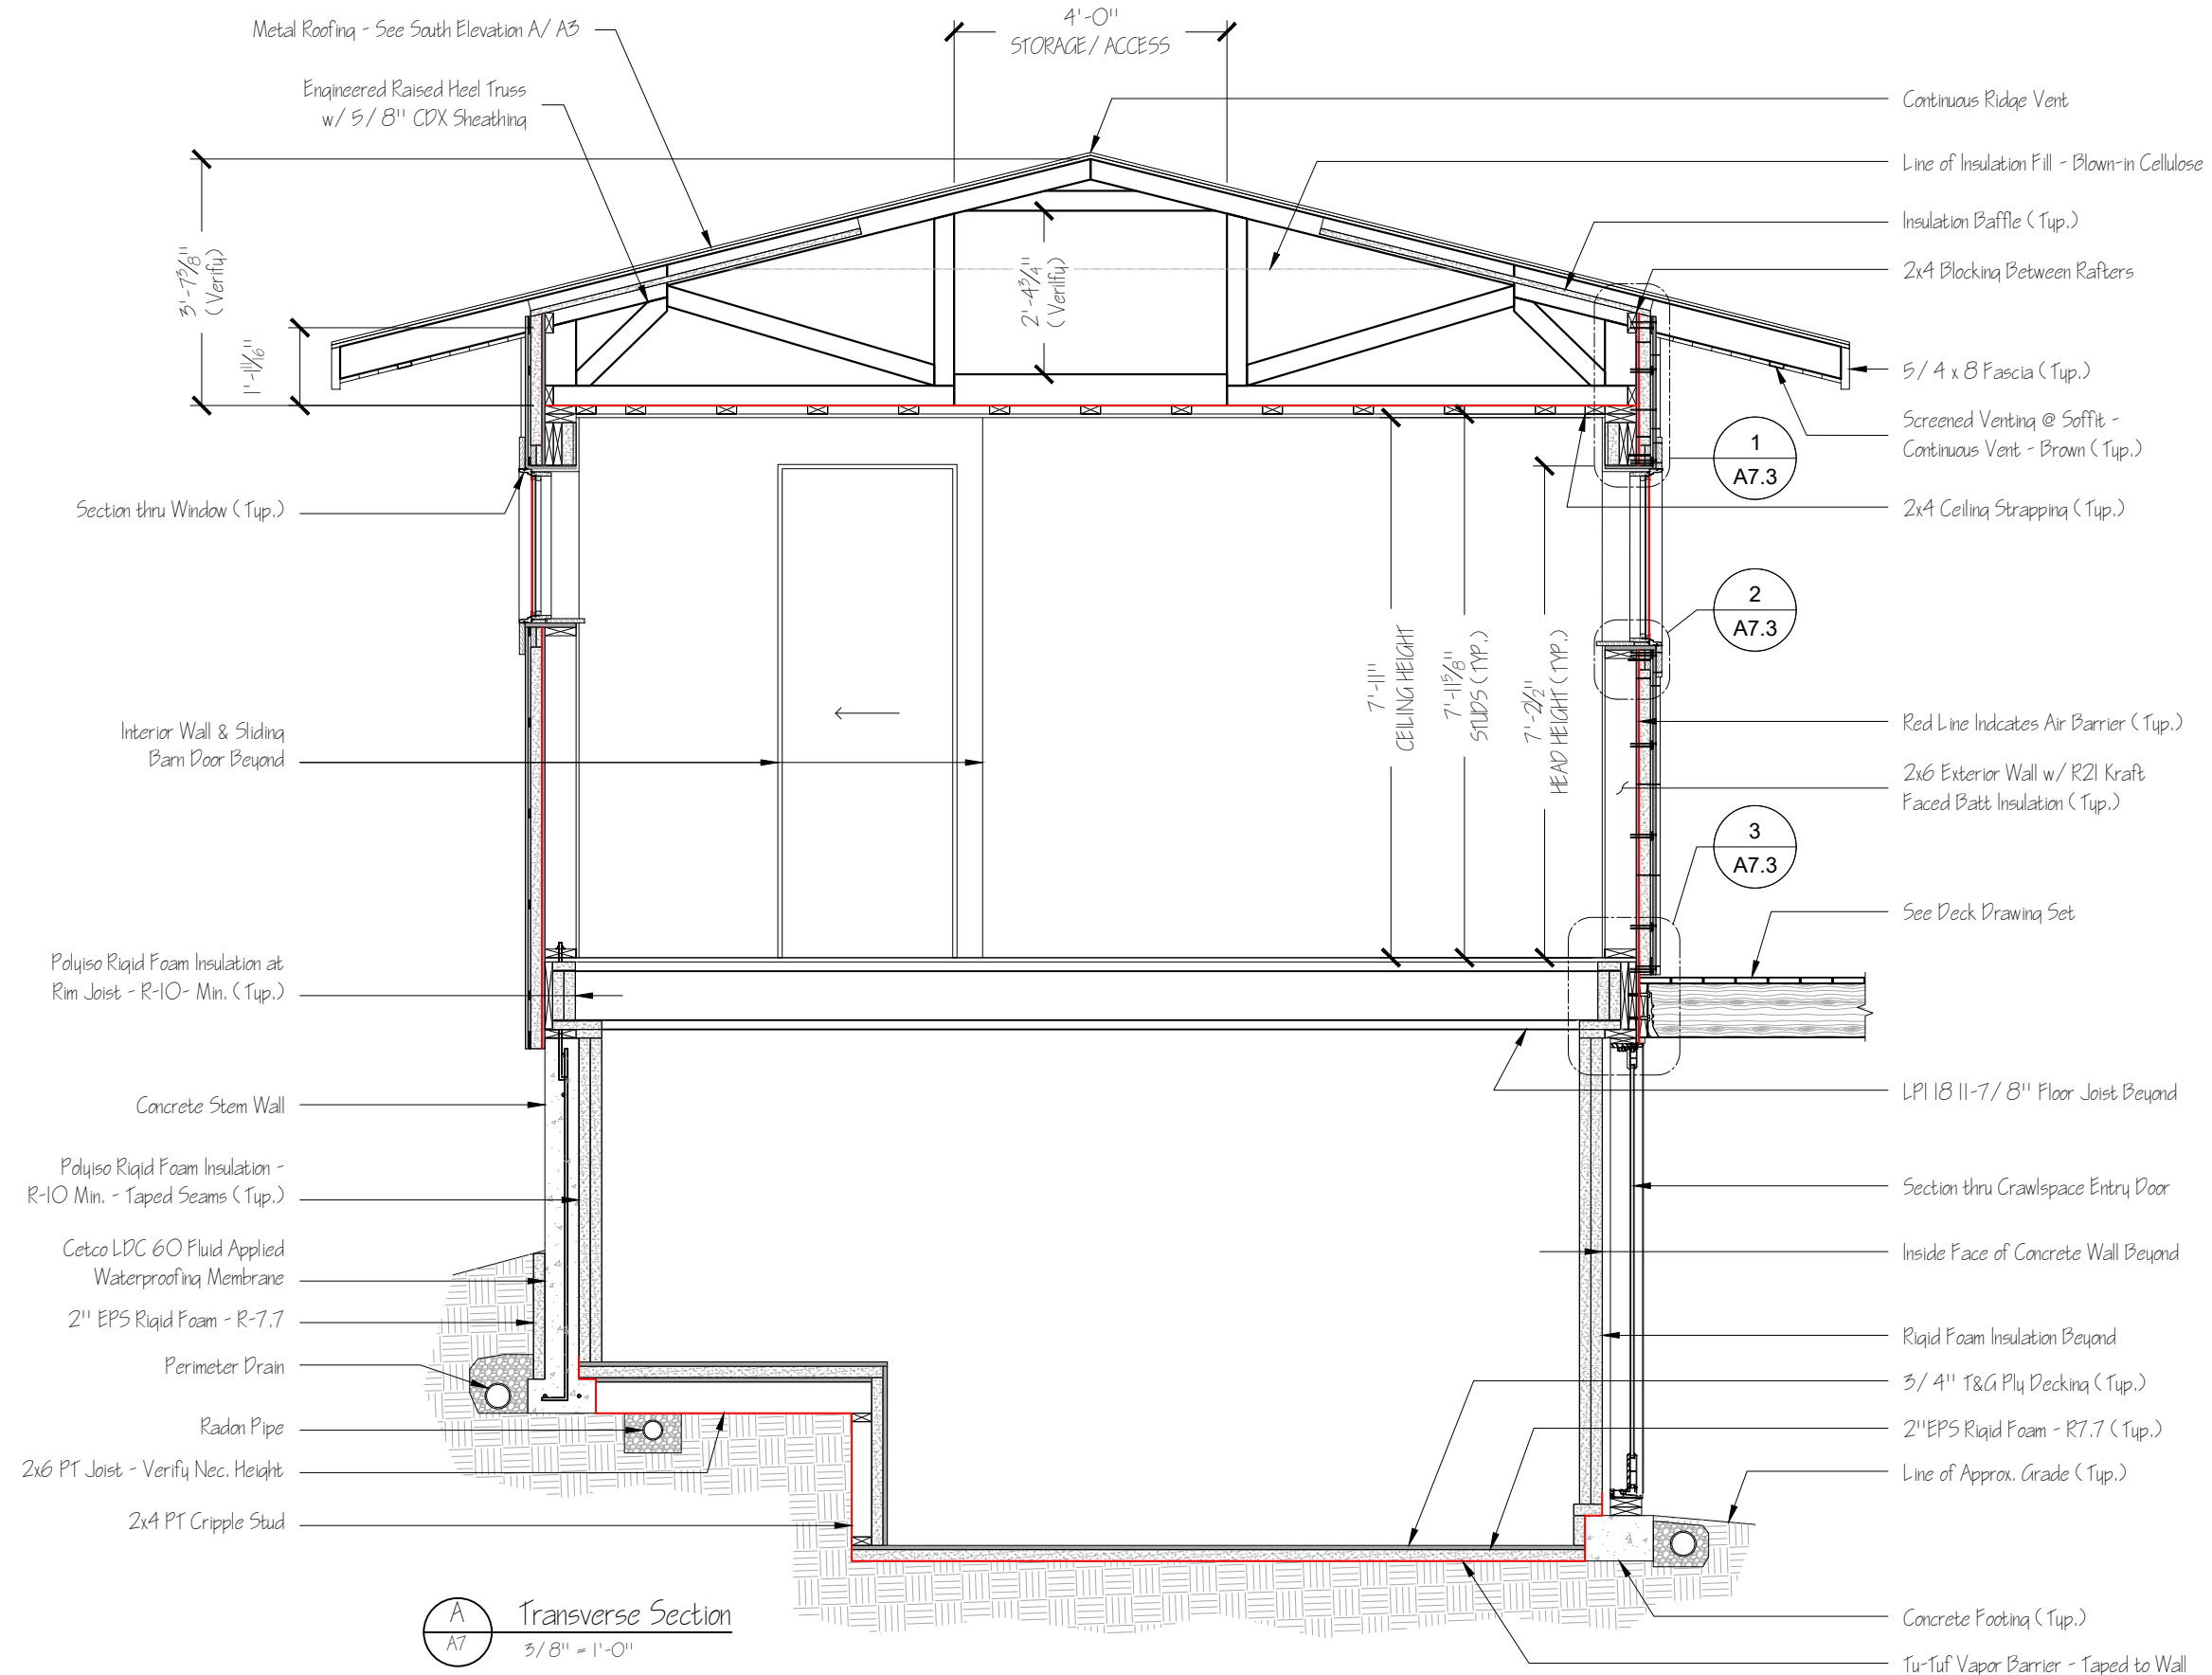 Metal Roofing - See South Elevation A/ A3
Engineered Raised Heel Truss
w/ 5/ 8" CDX Sheathing
4'-0"
STORAGE/ ACCESS
Continuous Ridge Vent
Line of Insulation Fill - Blown-in Cellulose
Insulation Baffle (Typ.)
2x4 Blocking Between Rafters
5/ 4 x 8 Fascia (Typ.)
Screened Venting @ Soffit -
Continuous Vent - Brown (Typ.)
2x4 Ceiling Strapping (Typ.)
3'-7 3/8"
(Verify)
1'-11 1/16"
2'-4 3/4"
(Verilfy)
1
A7.3
2
A7.3
3
A7.3
Section thru Window (Typ.)
Interior Wall & Sliding
Barn Door Beyond
7'-11"
CEILING HEIGHT
7'-11 5/8"
STUDS (TYP.)
7'-2 1/2"
HEAD HEIGHT (TYP.)
Red Line Indcates Air Barrier (Typ.)
2x6 Exterior Wall w/ R21 Kraft
Faced Batt Insulation (Typ.)
See Deck Drawing Set
Polyiso Rigid Foam Insulation at
Rim Joist - R-10- Min. (Typ.)
Concrete Stem Wall
Polyiso Rigid Foam Insulation -
R-10 Min. - Taped Seams (Typ.)
Cetco LDC 60 Fluid Applied
Waterproofing Membrane
2" EPS Rigid Foam - R-7.7
Perimeter Drain
Radon Pipe
2x6 PT Joist - Verify Nec. Height
2x4 PT Cripple Stud
LPI 18 11-7/ 8" Floor Joist Beyond
Section thru Crawlspace Entry Door
Inside Face of Concrete Wall Beyond
Rigid Foam Insulation Beyond
3/ 4" T&G Ply Decking (Typ.)
2"EPS Rigid Foam - R7.7 (Typ.)
Line of Approx. Grade (Typ.)
Concrete Footing (Typ.)
Tu-Tuf Vapor Barrier - Taped to Wall
A
A7
Transverse Section
3/ 8" = 1'-0"